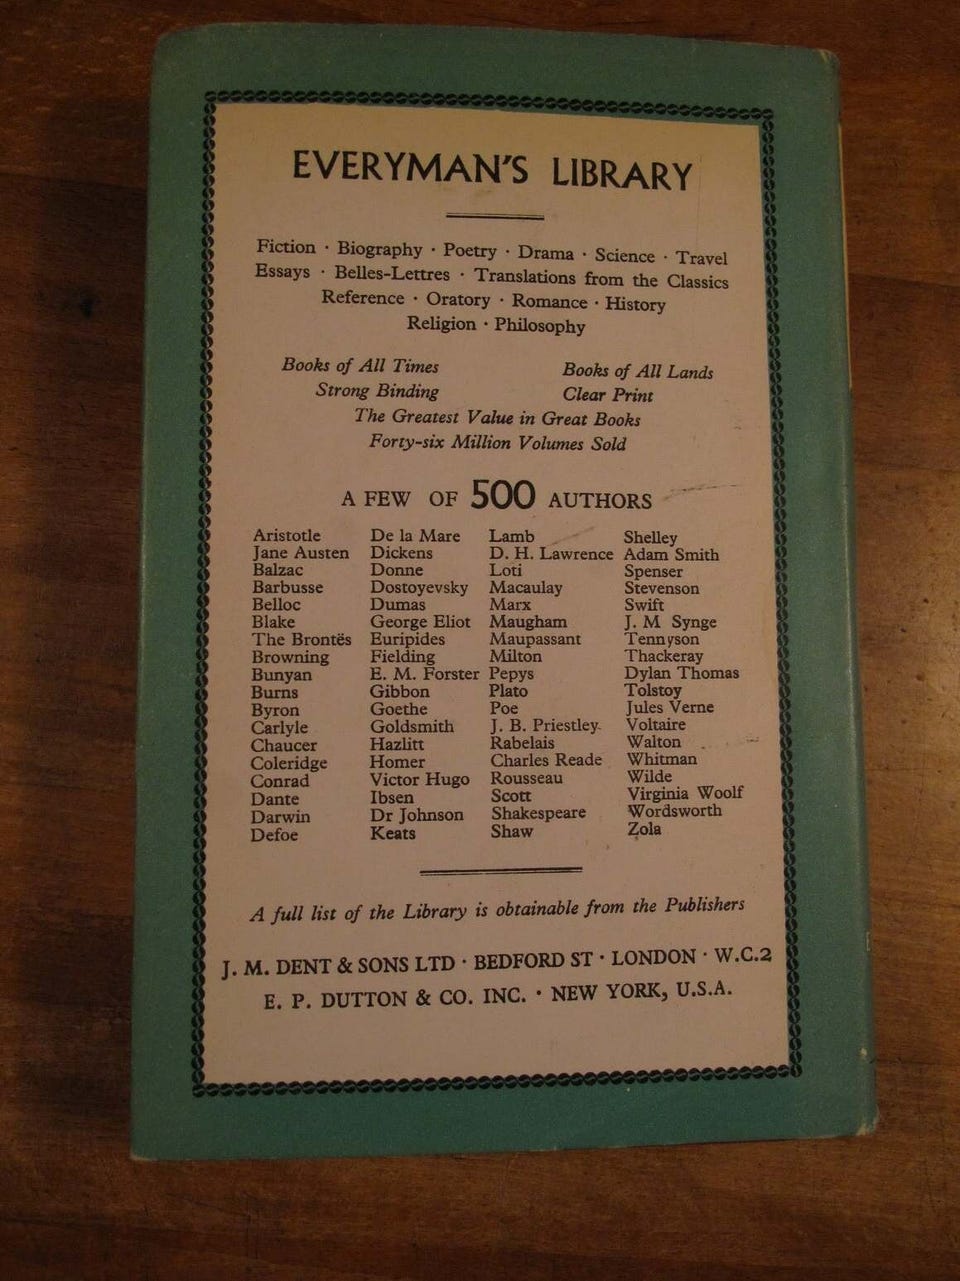 EVERYMAN'S LIBRARY
Fiction · Biography · Poetry · Drama · Science · Travel
Essays · Belles-Lettres · Translations from the Classics
Reference · Oratory · Romance · History
Religion · Philosophy
Books of All Times Books of All Lands
Strong Binding Clear Print
The Greatest Value in Great Books
Forty-six Million Volumes Sold
A FEW OF 500 AUTHORS
Aristotle
Jane Austen
Balzac
Barbusse
Belloc
Blake
The Brontës
Browning
Bunyan
Burns
Byron
Carlyle
Chaucer
Coleridge
Conrad
Dante
Darwin
Defoe
De la Mare
Dickens
Donne
Dostoyevsky
Dumas
George Eliot
Euripides
Fielding
E. M. Forster
Gibbon
Goethe
Goldsmith
Hazlitt
Homer
Victor Hugo
Ibsen
Dr Johnson
Keats
Lamb
D. H. Lawrence
Loti
Macaulay
Marx
Maugham
Maupassant
Milton
Pepys
Plato
Poe
J. B. Priestley
Rabelais
Charles Reade
Rousseau
Scott
Shakespeare
Shaw
Shelley
Adam Smith
Spenser
Stevenson
Swift
J. M Synge
Tennyson
Thackeray
Dylan Thomas
Tolstoy
Jules Verne
Voltaire
Walton
Whitman
Wilde
Virginia Woolf
Wordsworth
Zola
A full list of the Library is obtainable from the Publishers
J. M. DENT & SONS LTD · BEDFORD ST · LONDON · W.C.2
E. P. DUTTON & CO. INC. · NEW YORK, U.S.A.